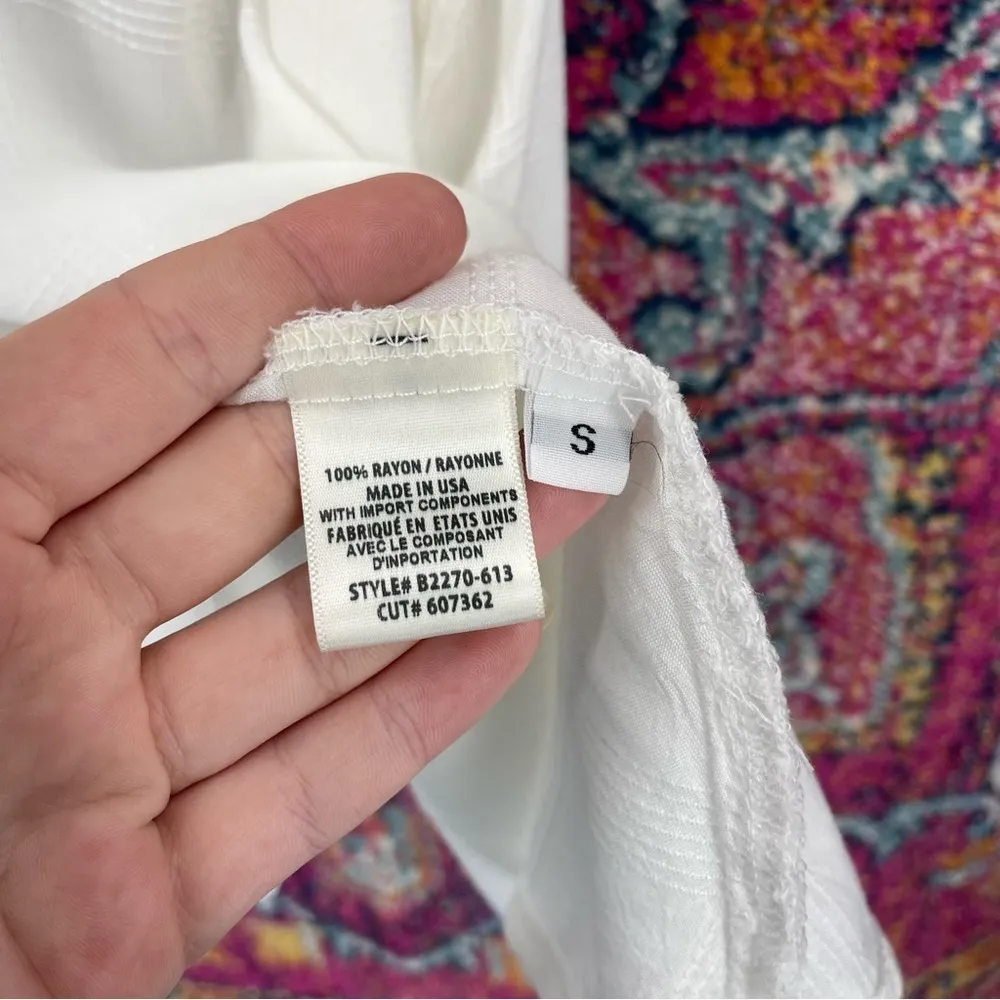 100% RAYON / RAYONNE
MADE IN USA
WITH IMPORT COMPONENTS
FABRIQUÉ EN ETATS UNIS
AVEC LE COMPOSANT
D'INPORTATION
STYLE# B2270-613
CUT# 607362
S